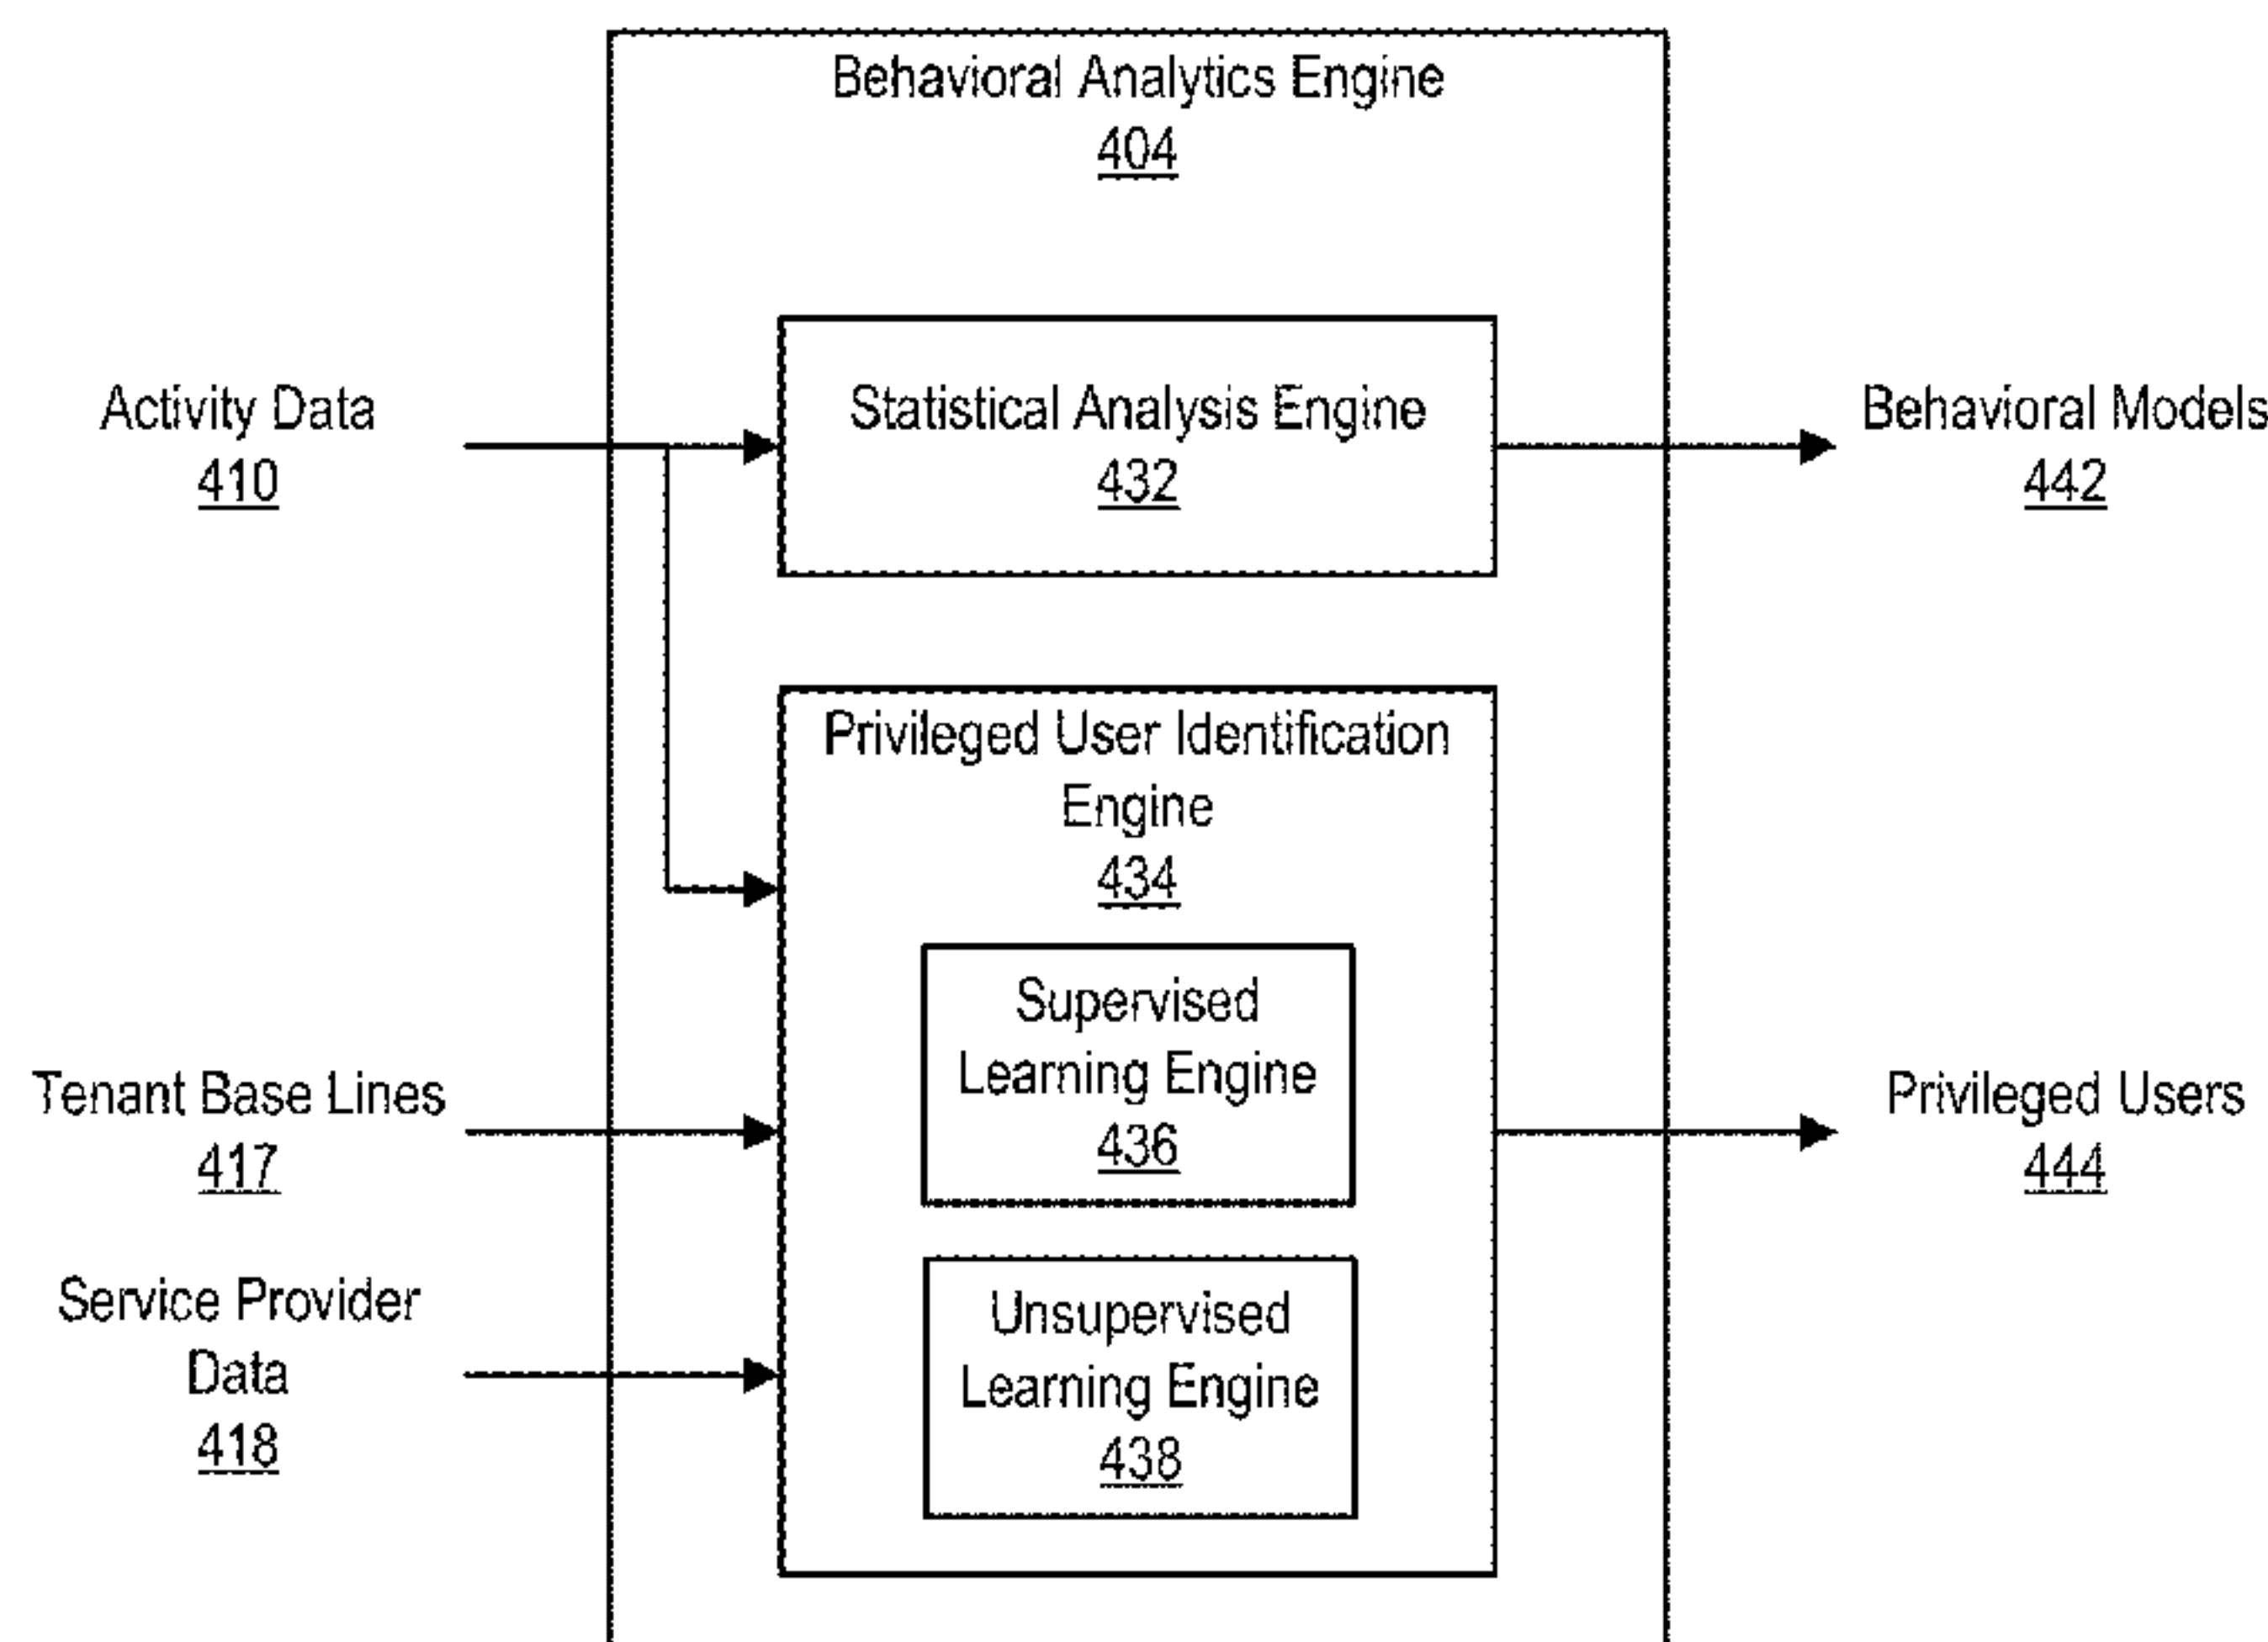 Behavioral Analytics Engine
404
Activity Data
410
Statistical Analysis Engine
432
Behavioral Models
442
Privileged User Identification
Engine
434
Supervised
Learning Engine
436
Tenant Base Lines
417
Privileged Users
444
Service Provider
Data
418
Unsupervised
Learning Engine
438